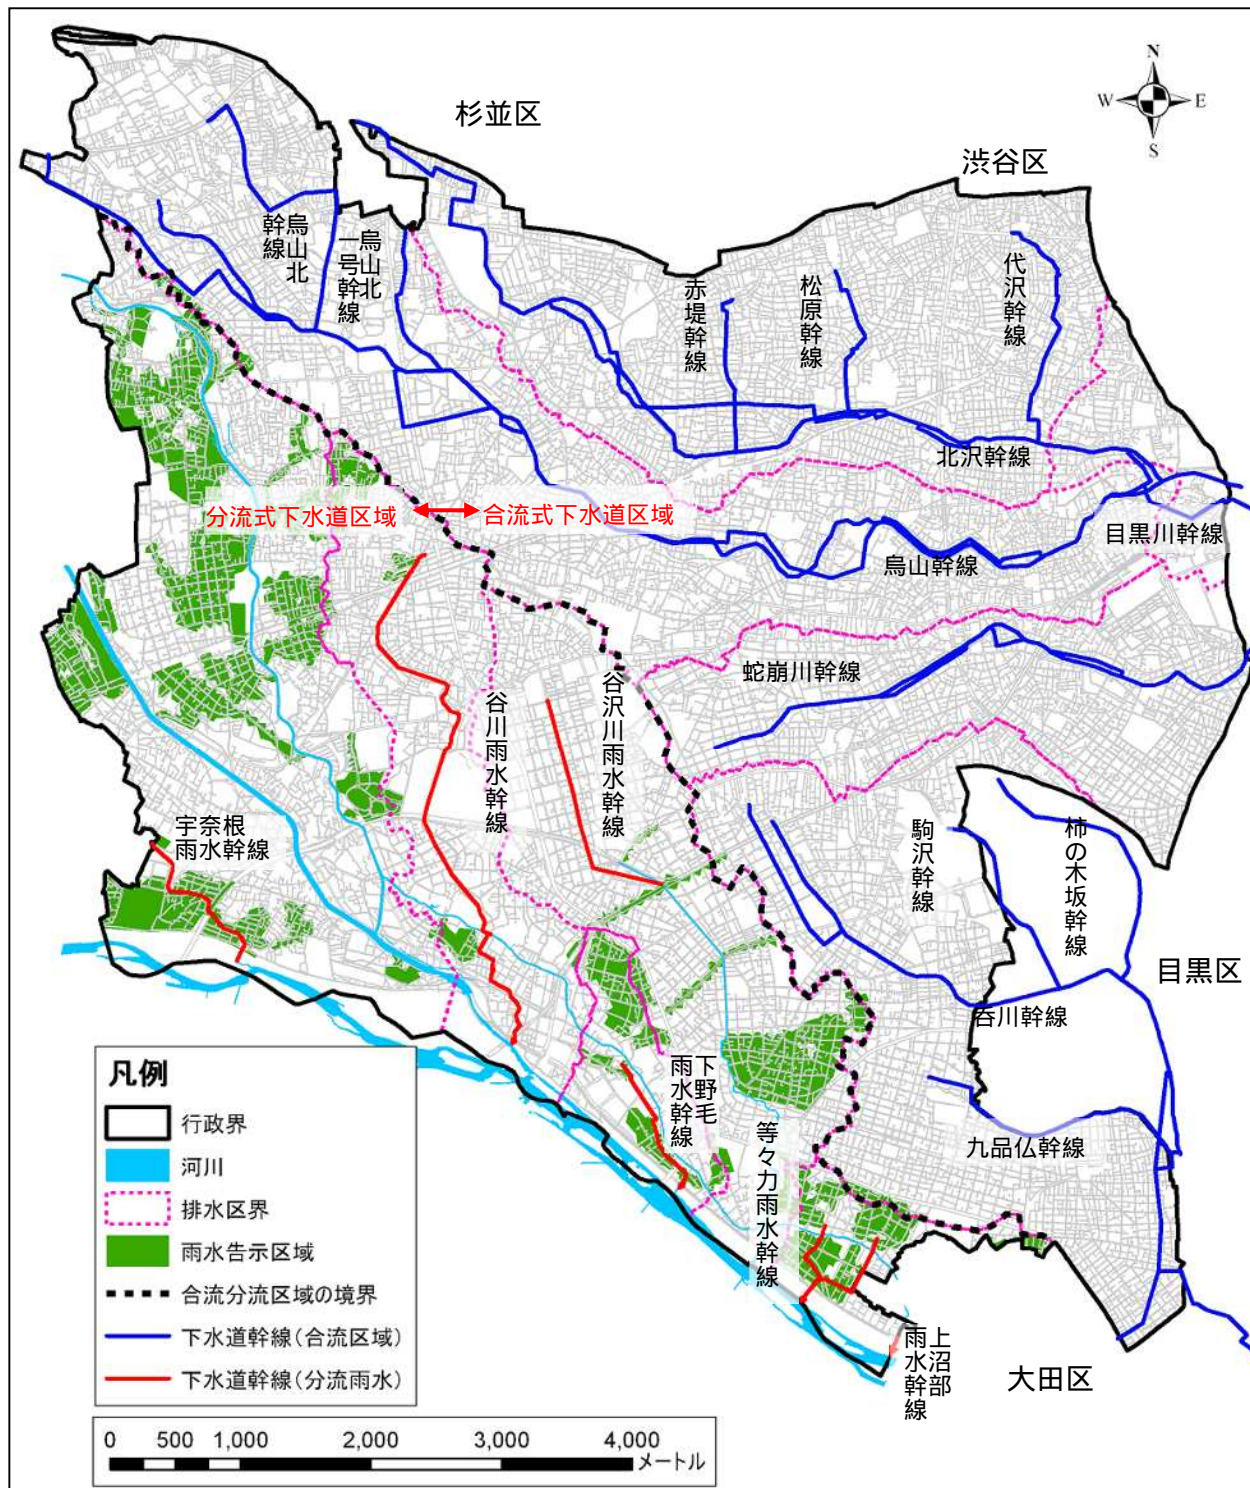 杉並区
N
W
E
S
渋谷区
烏山北
幹線
烏山北
一号幹線
赤堤幹線
松原幹線
代沢幹線
北沢幹線
分流式下水道区域
合流式下水道区域
目黒川幹線
烏山幹線
蛇崩川幹線
谷川雨水幹線
谷沢川雨水幹線
宇奈根
雨水幹線
駒沢幹線
柿の木坂幹線
目黒区
呑川幹線
下野毛
雨水幹線
等々力雨水幹線
九品仏幹線
上沼部
雨水幹線
大田区
凡例
行政界
河川
排水区界
雨水告示区域
合流分流区域の境界
下水道幹線(合流区域)
下水道幹線(分流雨水)
0 500 1,000 2,000 3,000 4,000
メートル